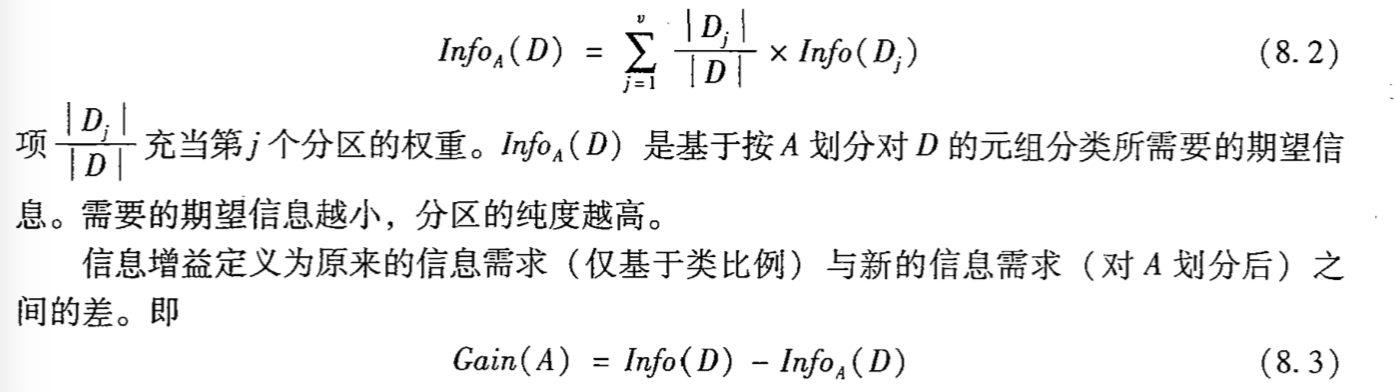 Info_A(D) = \sum_{j=1}^{v} \frac{|D_j|}{|D|} × Info(D_j) (8.2)
项 \frac{|D_j|}{|D|} 充当第 j 个分区的权重。Info_A(D) 是基于按 A 划分对 D 的元组分类所需要的期望信
息。需要的期望信息越小，分区的纯度越高。
信息增益定义为原来的信息需求（仅基于类比例）与新的信息需求（对 A 划分后）之
间的差。即
Gain(A) = Info(D) - Info_A(D) (8.3)